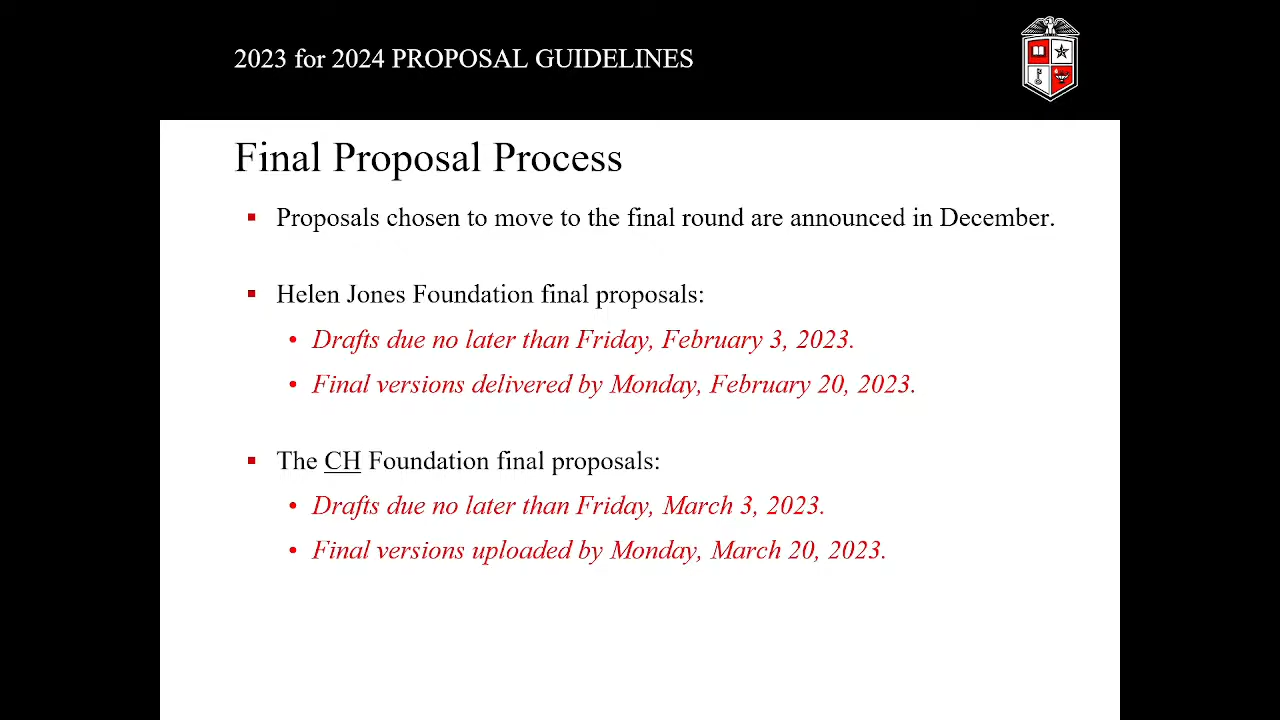 2023 for 2024 PROPOSAL GUIDELINES
Final Proposal Process
Proposals chosen to move to the final round are announced in December.
Helen Jones Foundation final proposals:
Drafts due no later than Friday, February 3, 2023.
Final versions delivered by Monday, February 20, 2023.
The CH Foundation final proposals:
Drafts due no later than Friday, March 3, 2023.
Final versions uploaded by Monday, March 20, 2023.